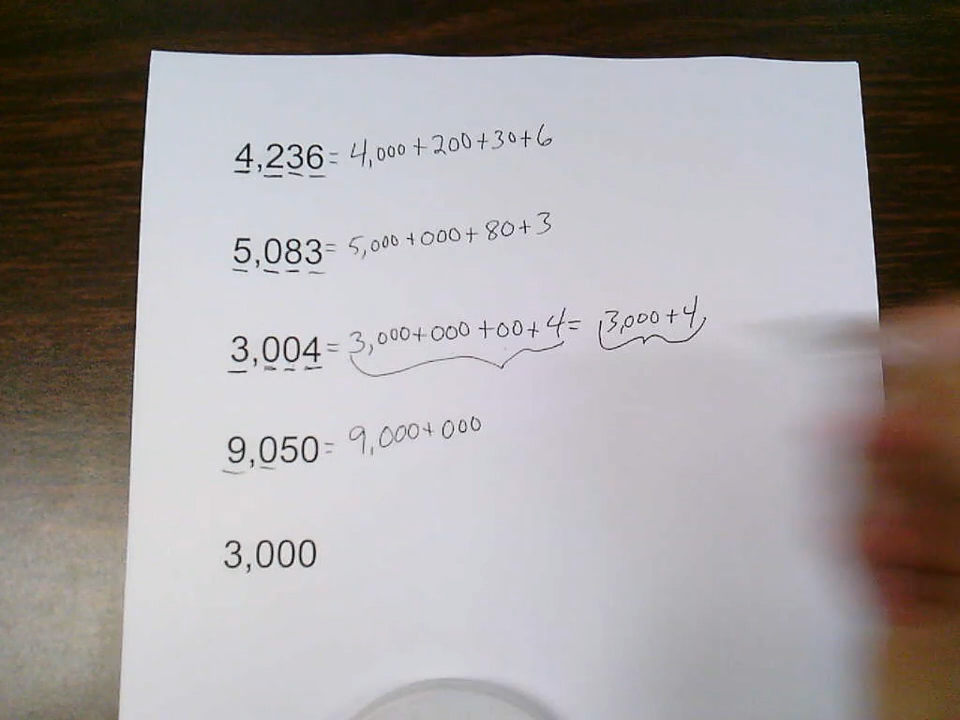 4,236 = 4,000 + 200 + 30 + 6
5,083 = 5,000 + 000 + 80 + 3
3,004 = 3,000 + 000 + 00 + 4 = 3,000 + 4
9,050 = 9,000 + 000
3,000